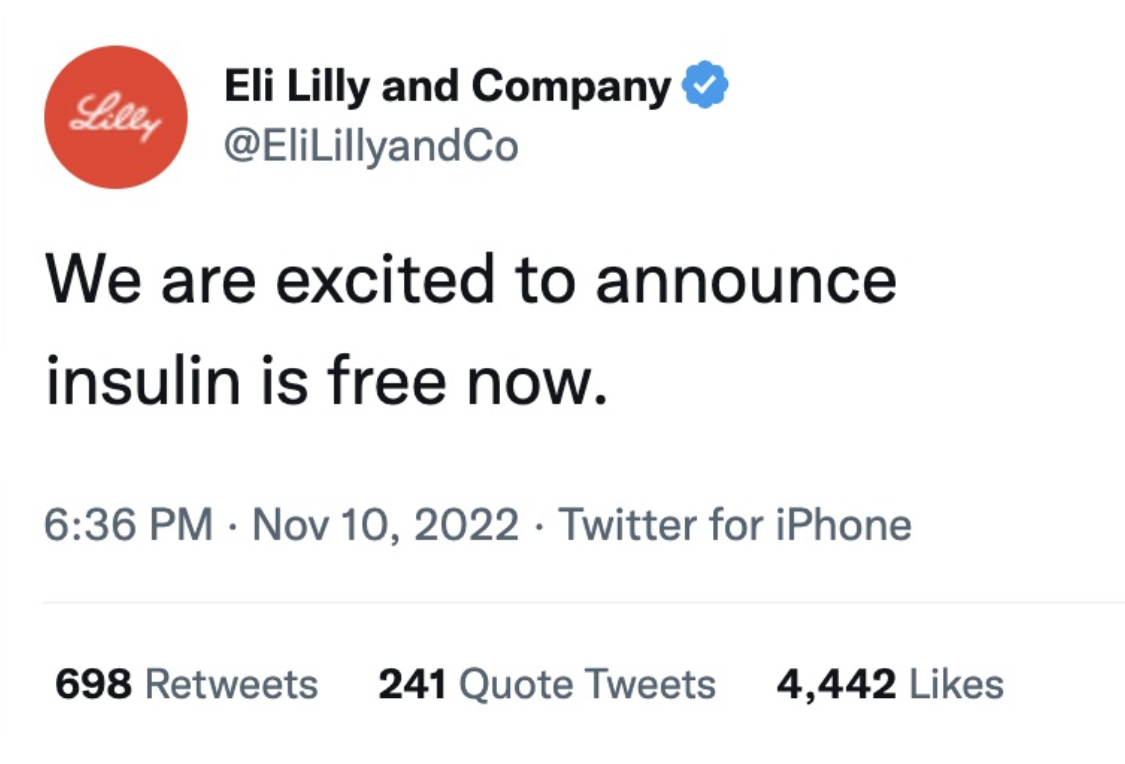 Lilly
Eli Lilly and Company
@EliLillyandCo
We are excited to announce
insulin is free now.
6:36 PM · Nov 10, 2022 · Twitter for iPhone
698 Retweets 241 Quote Tweets 4,442 Likes